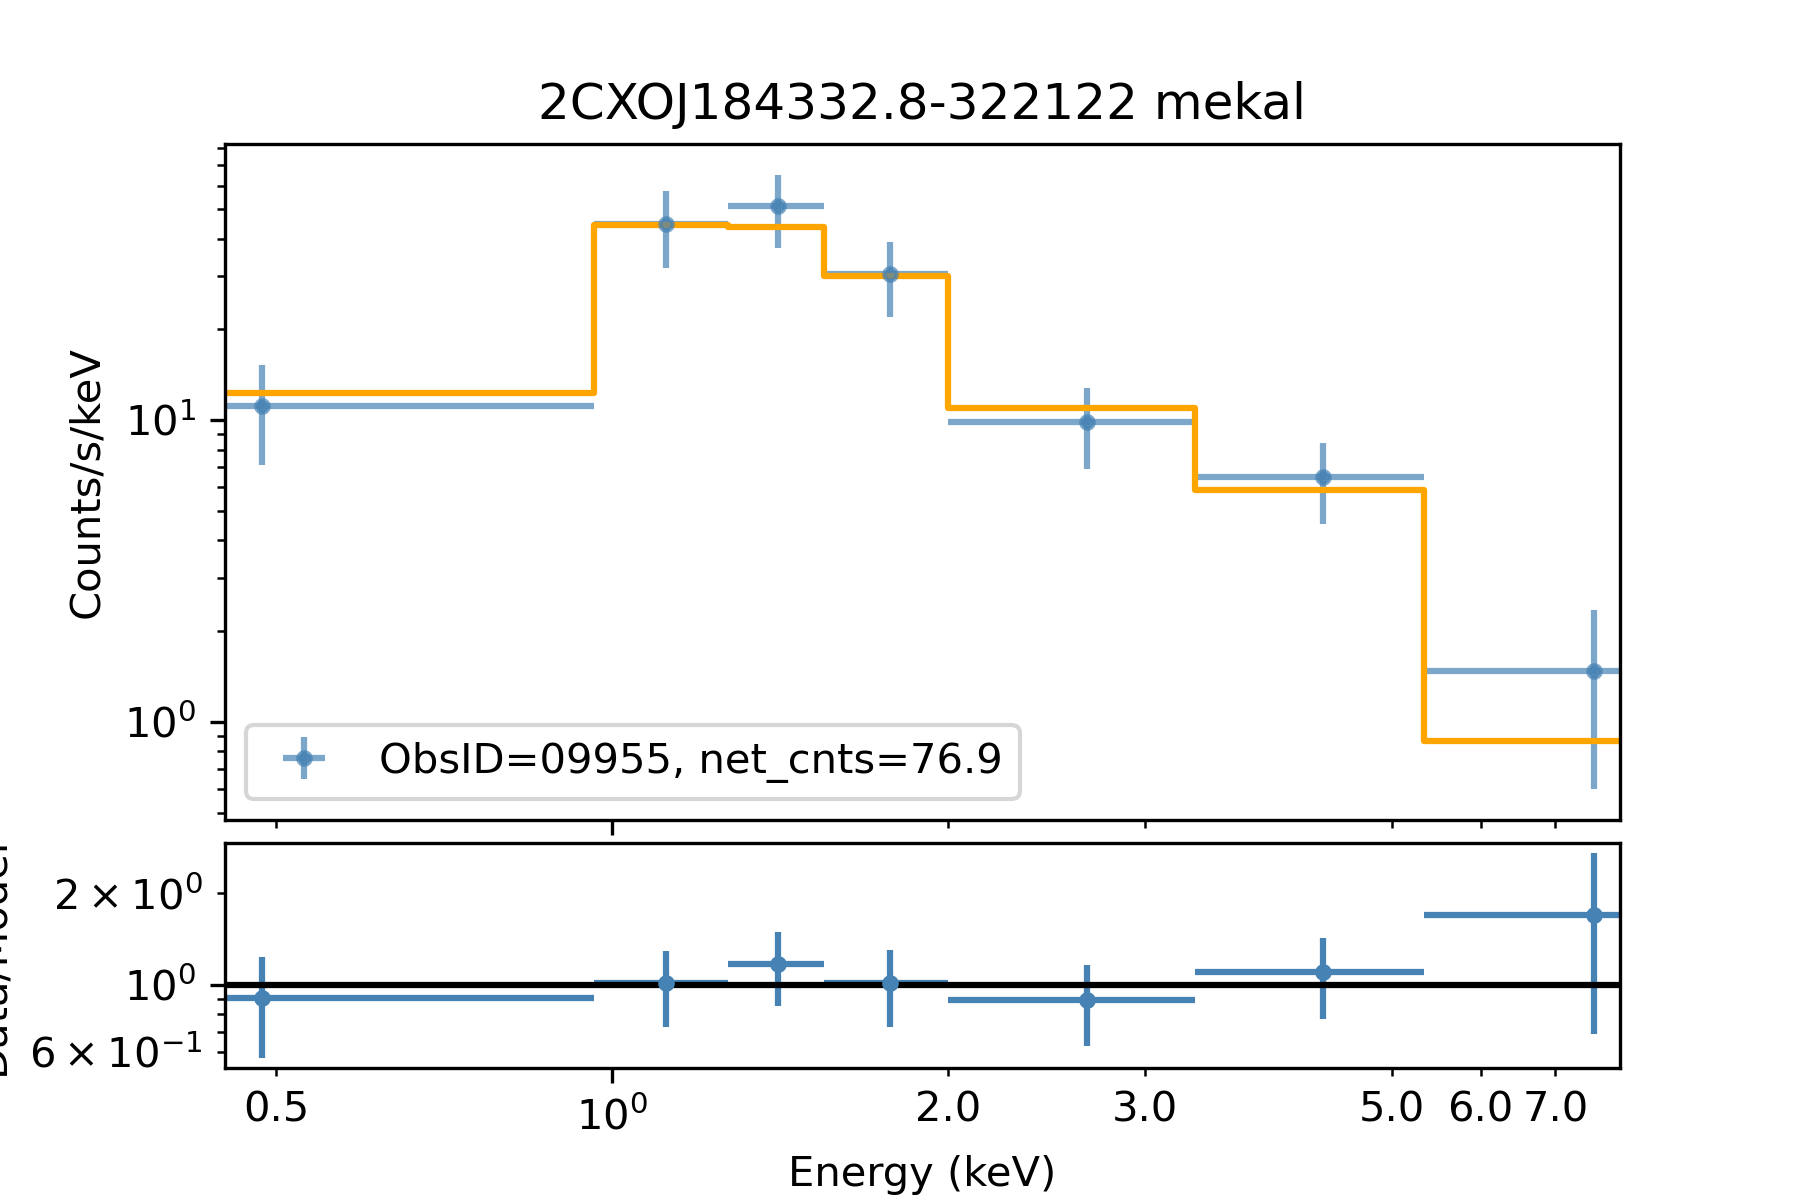 2CXOJ184332.8-322122 mekal
Counts/s/keV
10¹
10⁰
ObsID=09955, net_cnts=76.9
2 × 10⁰
10⁰
6 × 10⁻¹
0.5 10⁰ 2.0 3.0 5.0 6.0 7.0
Energy (keV)